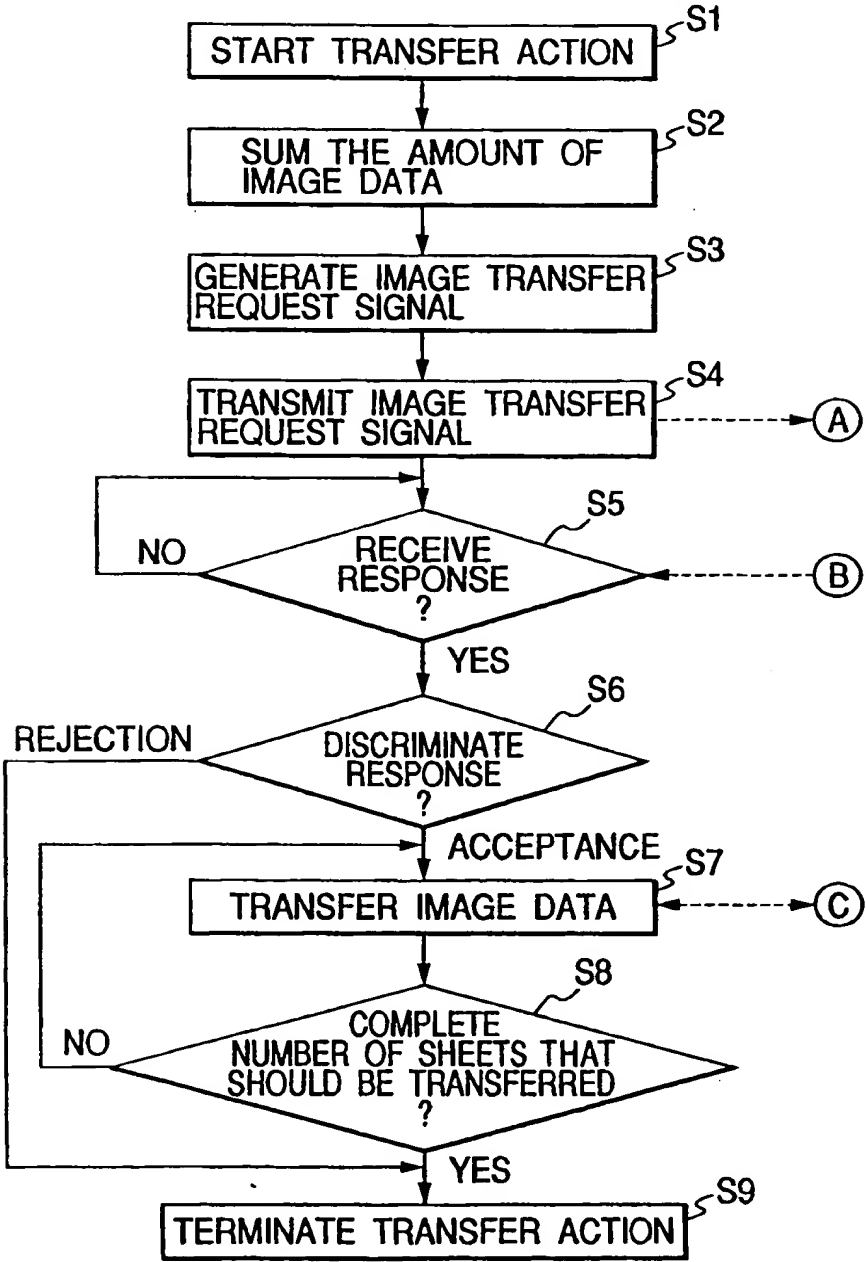 S1
START TRANSFER ACTION
S2
SUM THE AMOUNT OF
IMAGE DATA
S3
GENERATE IMAGE TRANSFER
REQUEST SIGNAL
S4
TRANSMIT IMAGE TRANSFER
REQUEST SIGNAL
A
S5
NO
RECEIVE
RESPONSE
?
B
YES
S6
REJECTION
DISCRIMINATE
RESPONSE
?
ACCEPTANCE
S7
TRANSFER IMAGE DATA
C
S8
NO
COMPLETE
NUMBER OF SHEETS THAT
SHOULD BE TRANSFERRED
?
YES
S9
TERMINATE TRANSFER ACTION